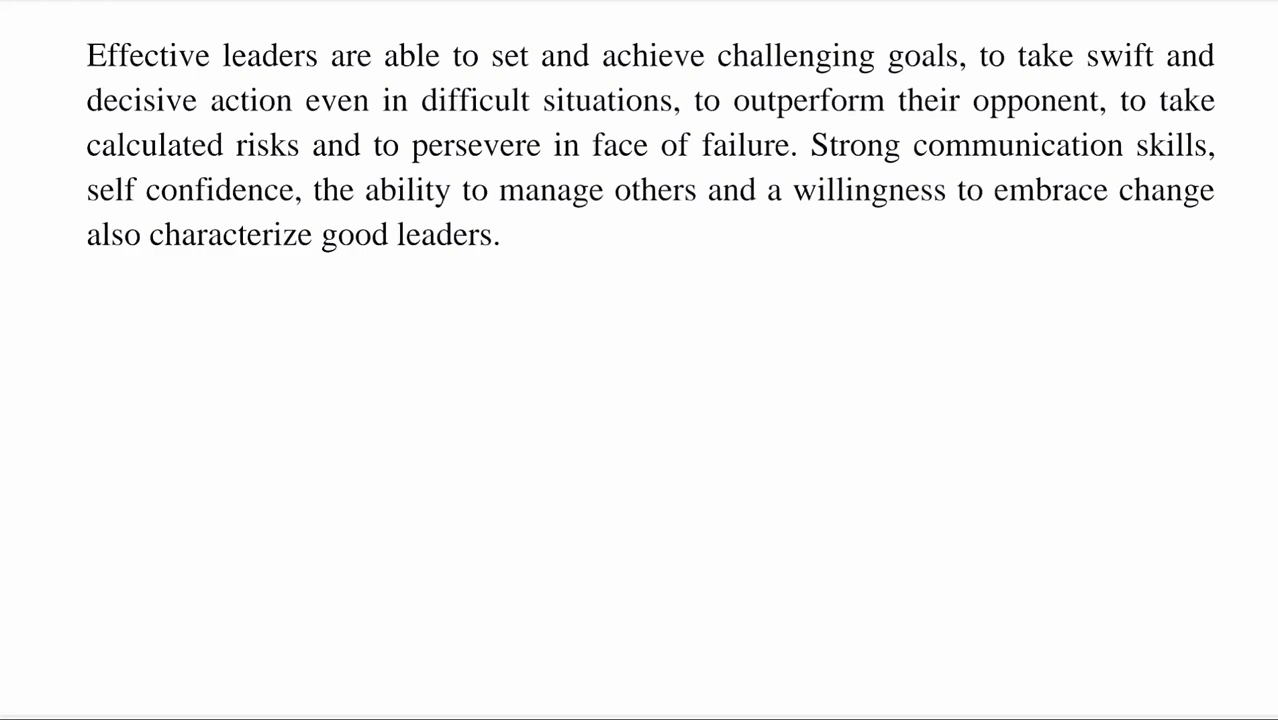 Effective leaders are able to set and achieve challenging goals, to take swift and
decisive action even in difficult situations, to outperform their opponent, to take
calculated risks and to persevere in face of failure. Strong communication skills,
self confidence, the ability to manage others and a willingness to embrace change
also characterize good leaders.